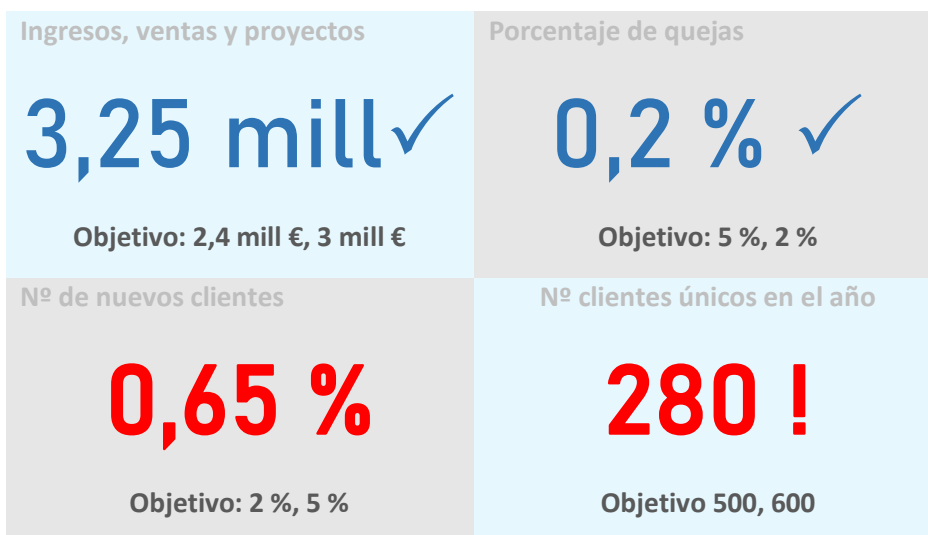 Ingresos, ventas y proyectos
3,25 mill✓
Objetivo: 2,4 mill €, 3 mill €
Porcentaje de quejas
0,2 % ✓
Objetivo: 5 %, 2 %
Nº de nuevos clientes
0,65 %
Objetivo: 2 %, 5 %
Nº clientes únicos en el año
280 !
Objetivo 500, 600